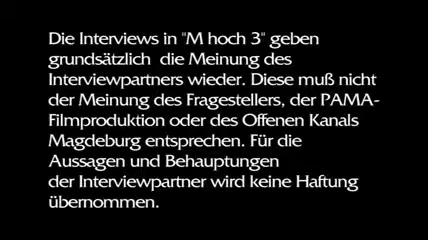 Die Interviews in "M hoch 3" geben
grundsätzlich die Meinung des
Interviewpartners wieder. Diese muß nicht
der Meinung des Fragestellers, der PAMA-
Filmproduktion oder des Offenen Kanals
Magdeburg entsprechen. Für die
Aussagen und Behauptungen
der Interviewpartner wird keine Haftung
übernommen.